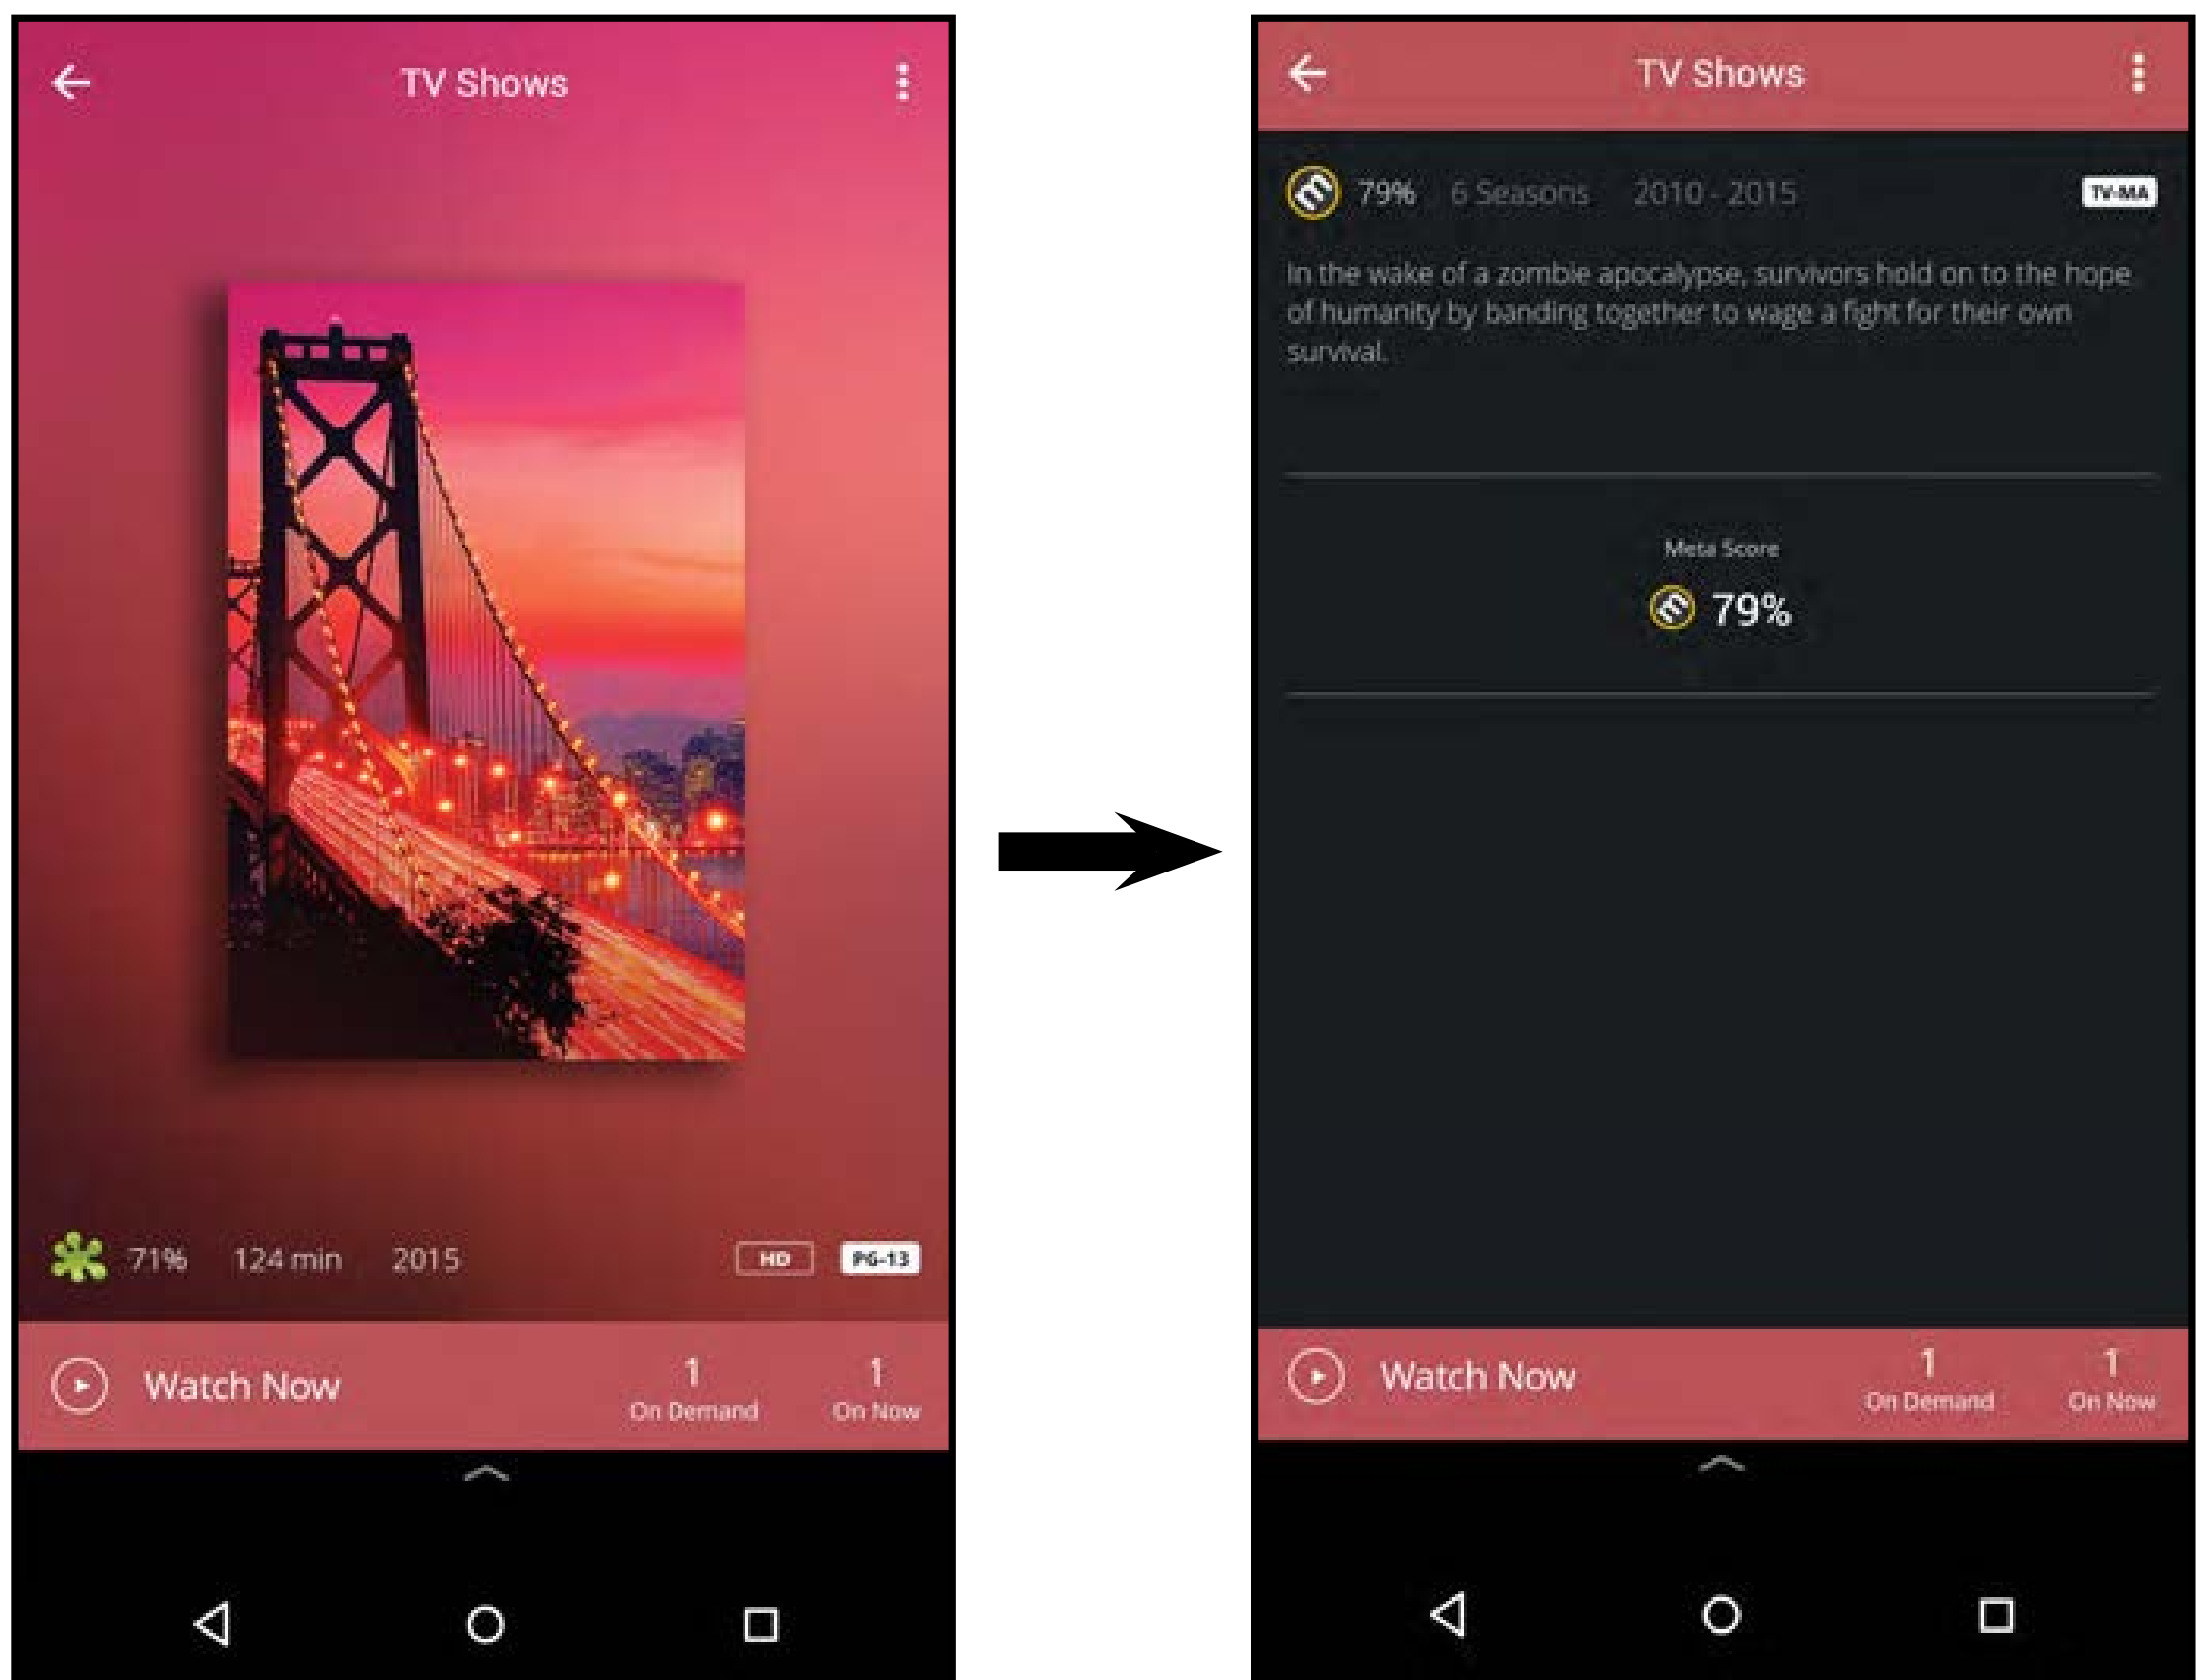 TV Shows
71% 124 min 2015 HD PG-13
Watch Now
1 1
On Demand On Now
TV Shows
79% 6 Seasons 2010 - 2015 TV-MA
In the wake of a zombie apocalypse, survivors hold on to the hope
of humanity by banding together to wage a fight for their own
survival.
Meta Score
79%
Watch Now
1 1
On Demand On Now